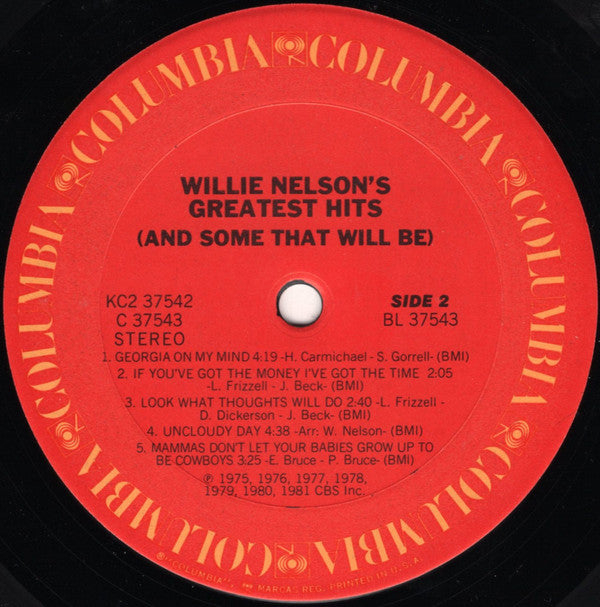 COLUMBIA COLUMBIA COLUMBIA COLUMBIA COLUMBIA COLUMBIA
WILLIE NELSON'S
GREATEST HITS
(AND SOME THAT WILL BE)
KC2 37542
SIDE 2
C 37543
BL 37543
STEREO
1. GEORGIA ON MY MIND 4:19 -H. Carmichael - S. Gorrell- (BMI)
2. IF YOU'VE GOT THE MONEY I'VE GOT THE TIME 2:05
-L. Frizzell - J. Beck- (BMI)
3. LOOK WHAT THOUGHTS WILL DO 2:40 -L. Frizzell -
D. Dickerson - J. Beck- (BMI)
4. UNCLOUDY DAY 4:38 -Arr: W. Nelson- (BMI)
5. MAMMAS DON'T LET YOUR BABIES GROW UP TO
BE COWBOYS 3:25 -E. Bruce - P. Bruce- (BMI)
℗ 1975, 1976, 1977, 1978,
1979, 1980, 1981 CBS Inc.
® "COLUMBIA", MARCAS REG. PRINTED IN U.S.A.